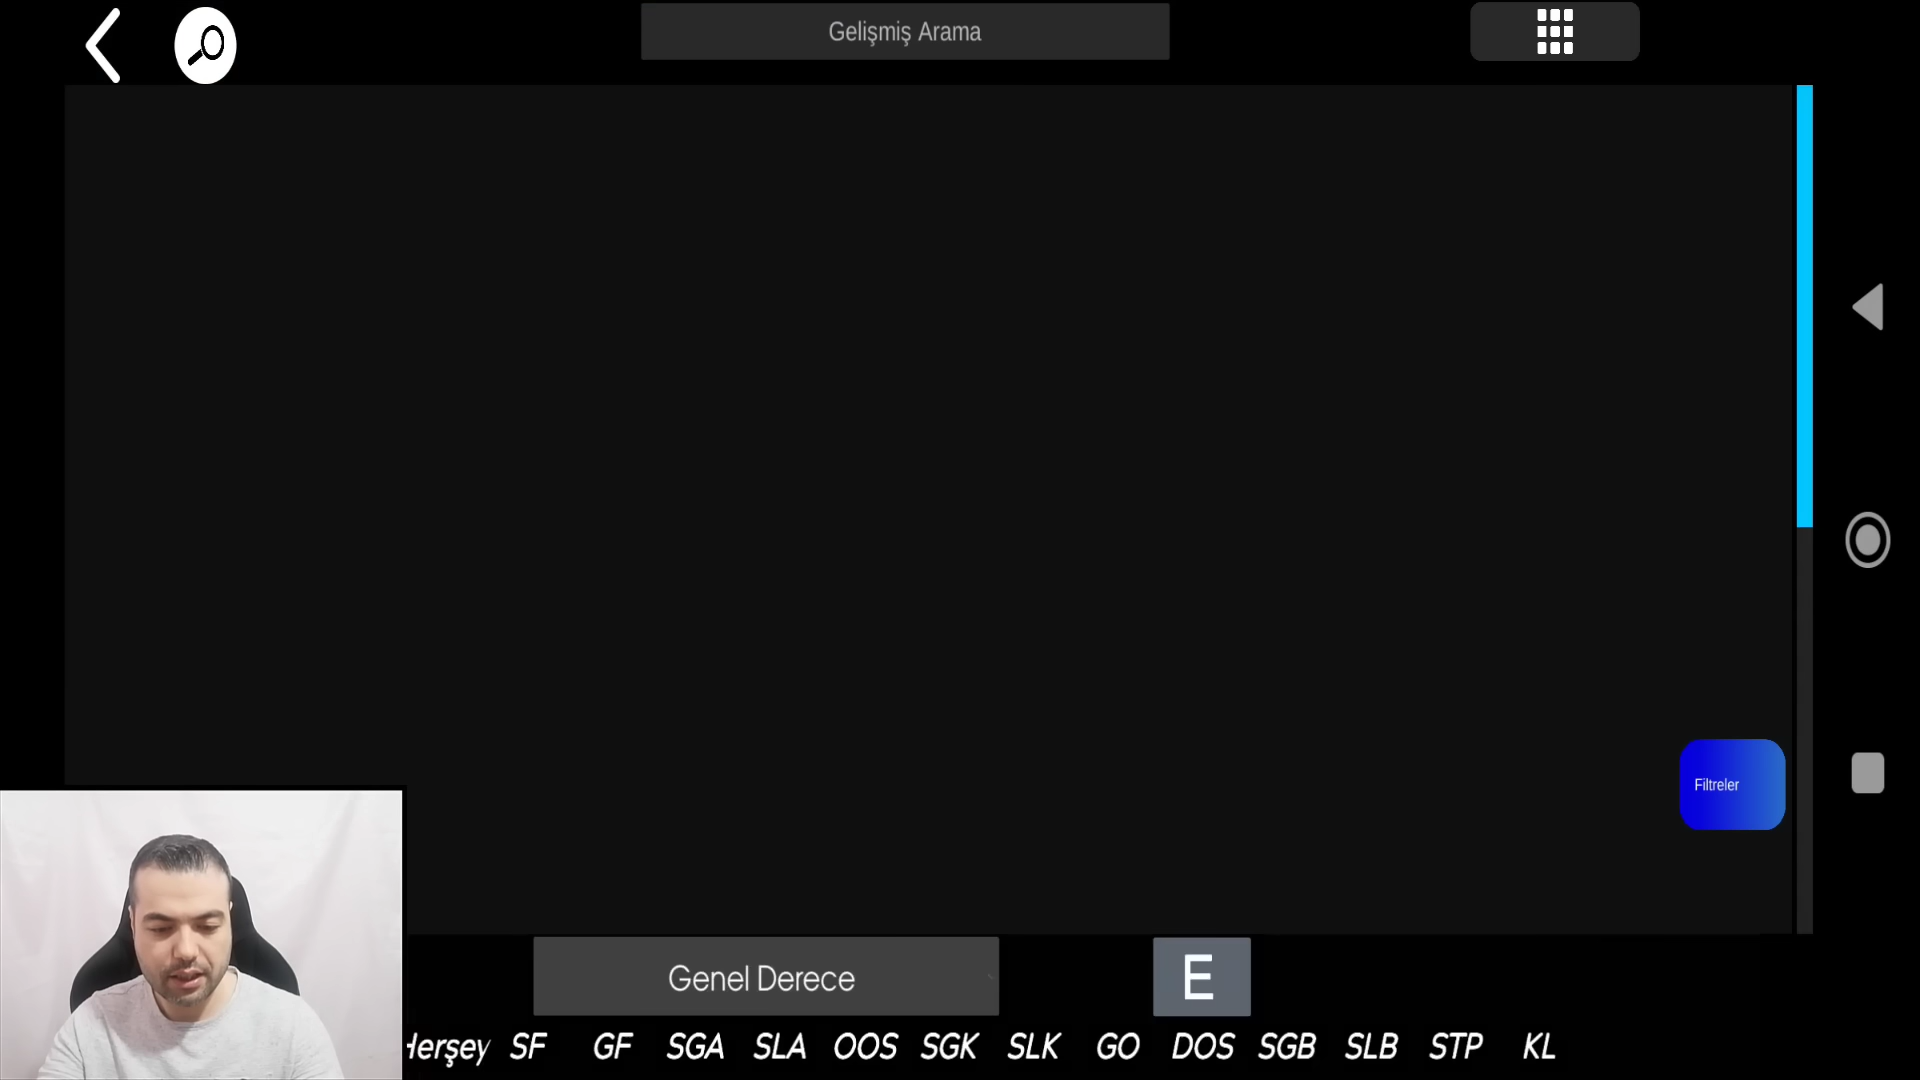 Gelişmiş Arama
Filtreler
Genel Derece E
Herşey SF GF SGA SLA OOS SGK SLK GO DOS SGB SLB STP KL